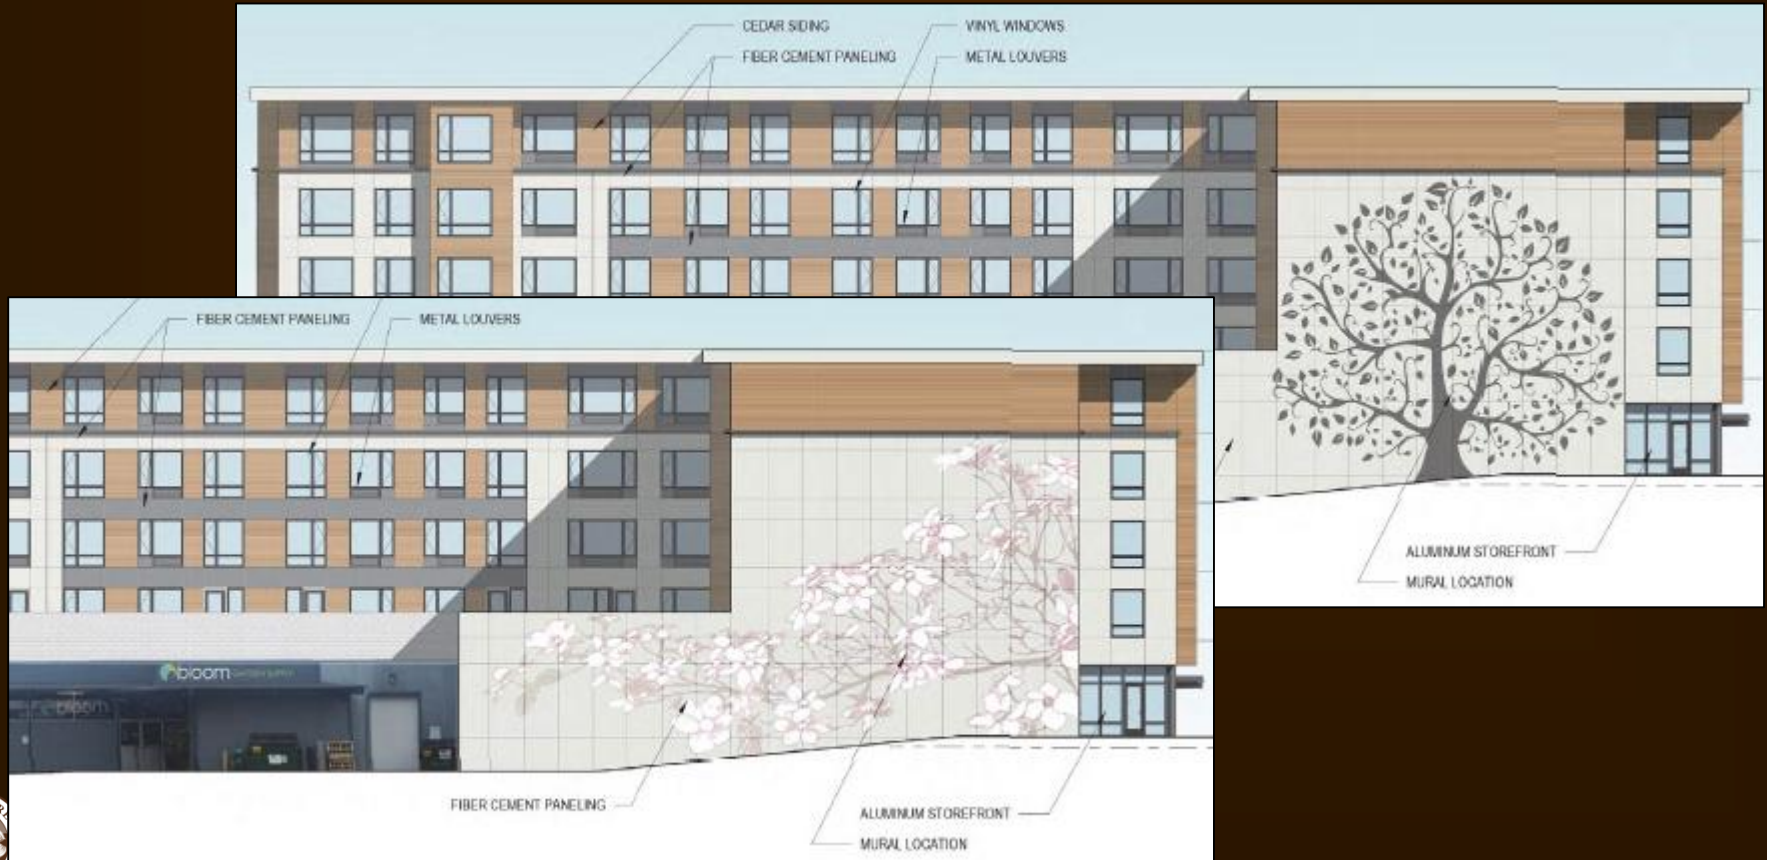 CEDAR SIDING
FIBER CEMENT PANELING
VINYL WINDOWS
METAL LOUVERS
ALUMINUM STOREFRONT
MURAL LOCATION
FIBER CEMENT PANELING
METAL LOUVERS
bloom
bloom
FIBER CEMENT PANELING
ALUMINUM STOREFRONT
MURAL LOCATION